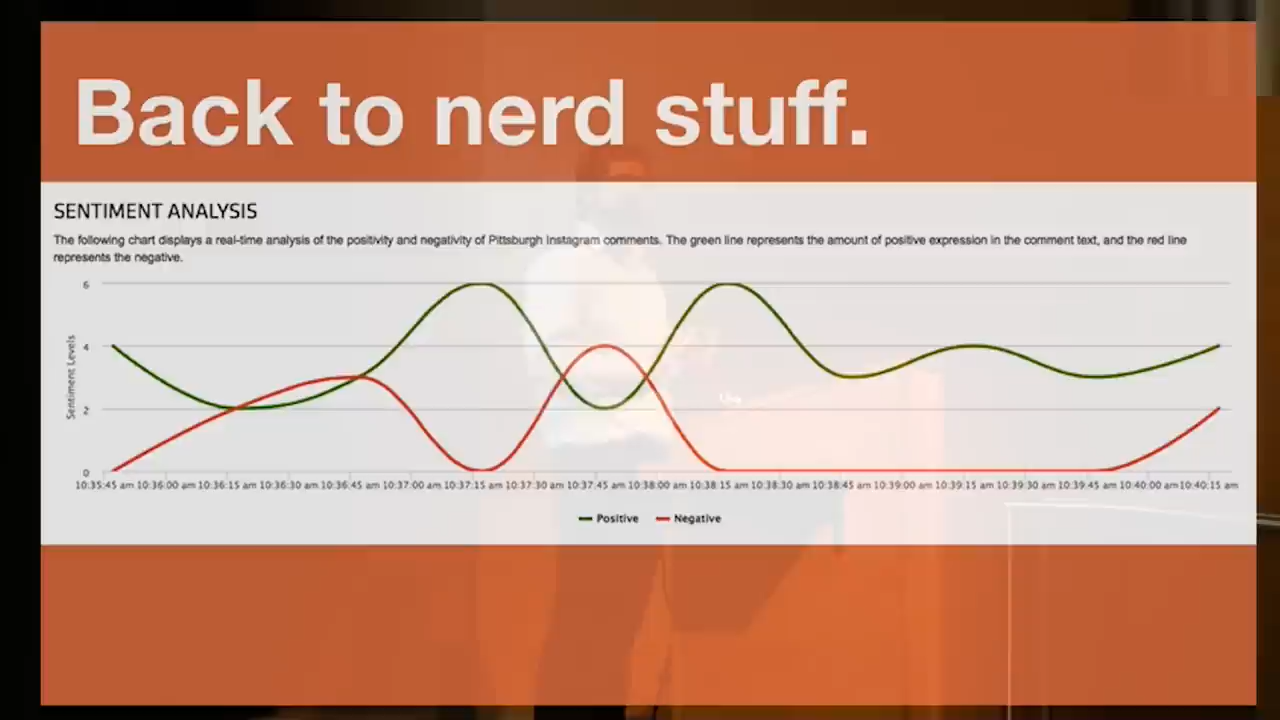 Back to nerd stuff.
SENTIMENT ANALYSIS
The following chart displays a real-time analysis of the positivity and negativity of Pittsburgh Instagram comments. The green line represents the amount of positive expression in the comment text, and the red line
represents the negative.
6
4
2
0
Sentiment Levels
10:35:45 am 10:36:00 am 10:36:15 am 10:36:30 am 10:36:45 am 10:37:00 am 10:37:15 am 10:37:30 am 10:37:45 am 10:38:00 am 10:38:15 am 10:38:30 am 10:38:45 am 10:39:00 am 10:39:15 am 10:39:30 am 10:39:45 am 10:40:00 am 10:40:15 am
Positive Negative